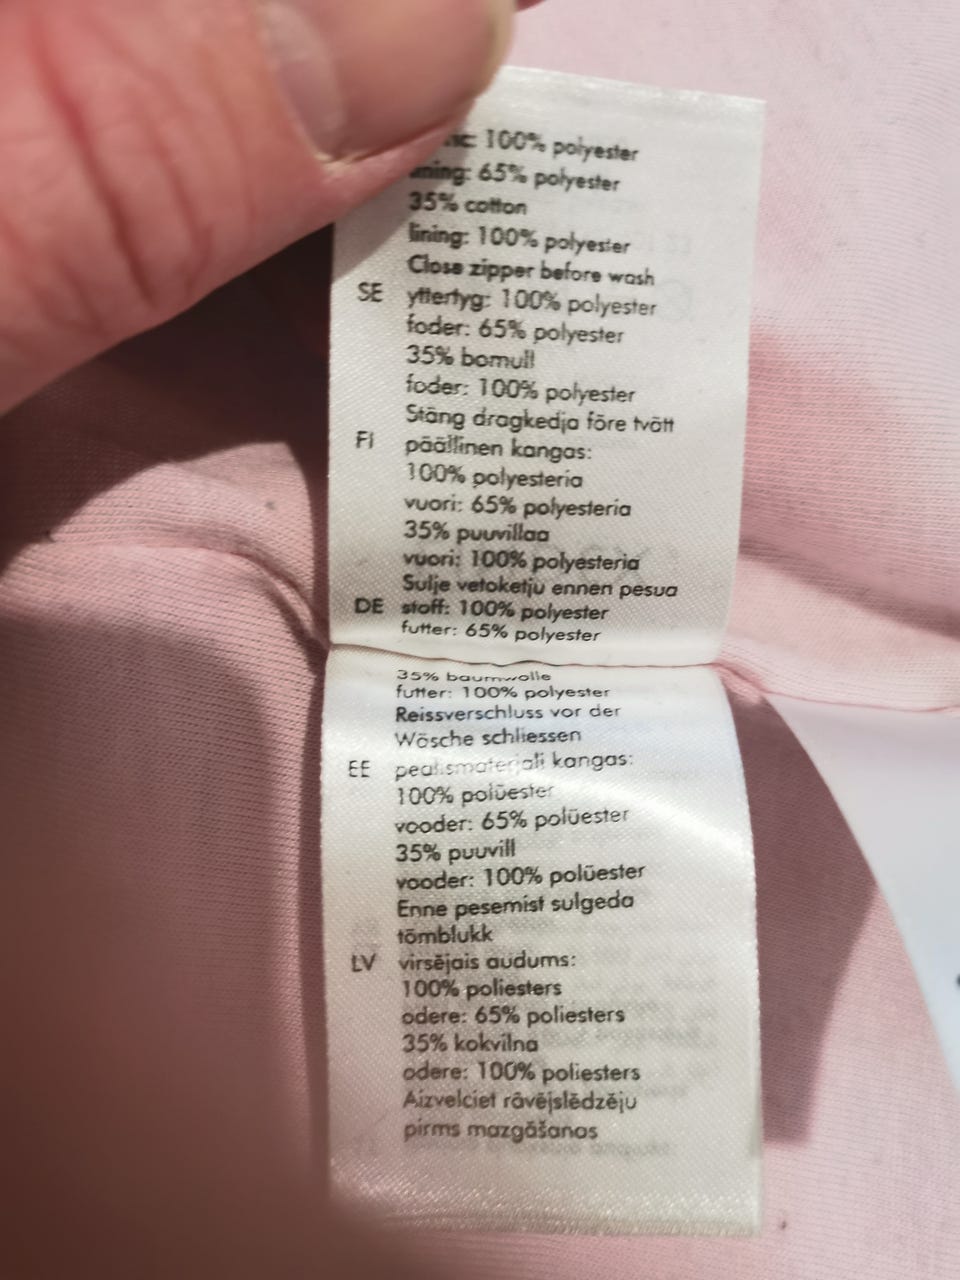 100% polyester
lining: 65% polyester
35% cotton
lining: 100% polyester
Close zipper before wash
SE yttertyg: 100% polyester
foder: 65% polyester
35% bomull
foder: 100% polyester
Stäng dragkedja före tvätt
FI päällinen kangas:
100% polyesteria
vuori: 65% polyesteria
35% puuvillaa
vuori: 100% polyesteria
Sulje vetoketju ennen pesua
DE stoff: 100% polyester
futter: 65% polyester
35% baumwolle
futter: 100% polyester
Reissverschluss vor der
Wäsche schliessen
EE pealismaterjali kangas:
100% polüester
vooder: 65% polüester
35% puuvill
vooder: 100% polüester
Enne pesemist sulgeda
tõmblukk
LV virsējais audums:
100% poliesters
odere: 65% poliesters
35% kokvilna
odere: 100% poliesters
Aizvelciet rāvējslēdzēju
pirms mazgāšanas